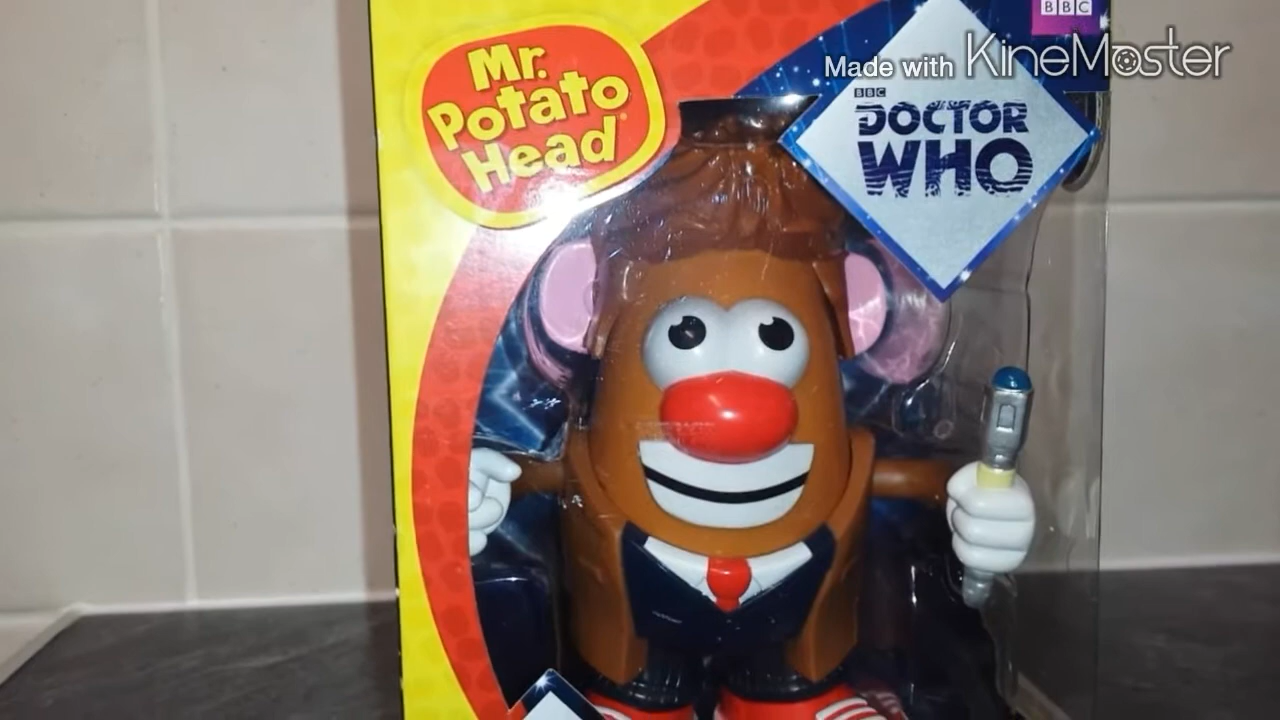 Mr.
Potato
Head
BBC
Made with KineMaster
BBC
DOCTOR
WHO